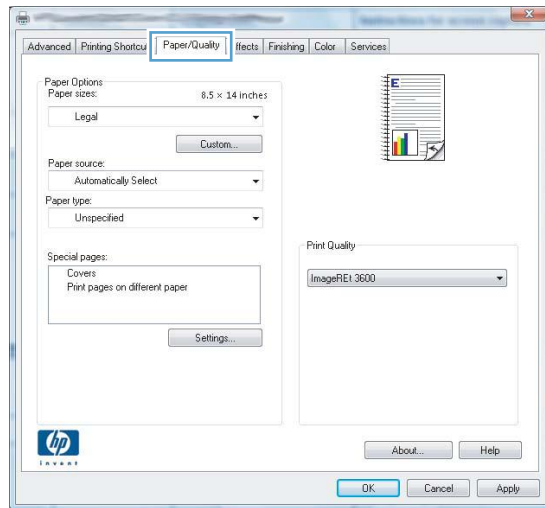 Advanced Printing Shortcu Paper/Quality ffects Finishing Color Services
Paper Options
Paper sizes: 8.5 × 14 inches
Legal
Custom...
Paper source:
Automatically Select
Paper type:
Unspecified
Special pages:
Covers
Print pages on different paper
Settings...
E
Print Quality
ImageREt 3600
hp
invent
About... Help
OK Cancel Apply